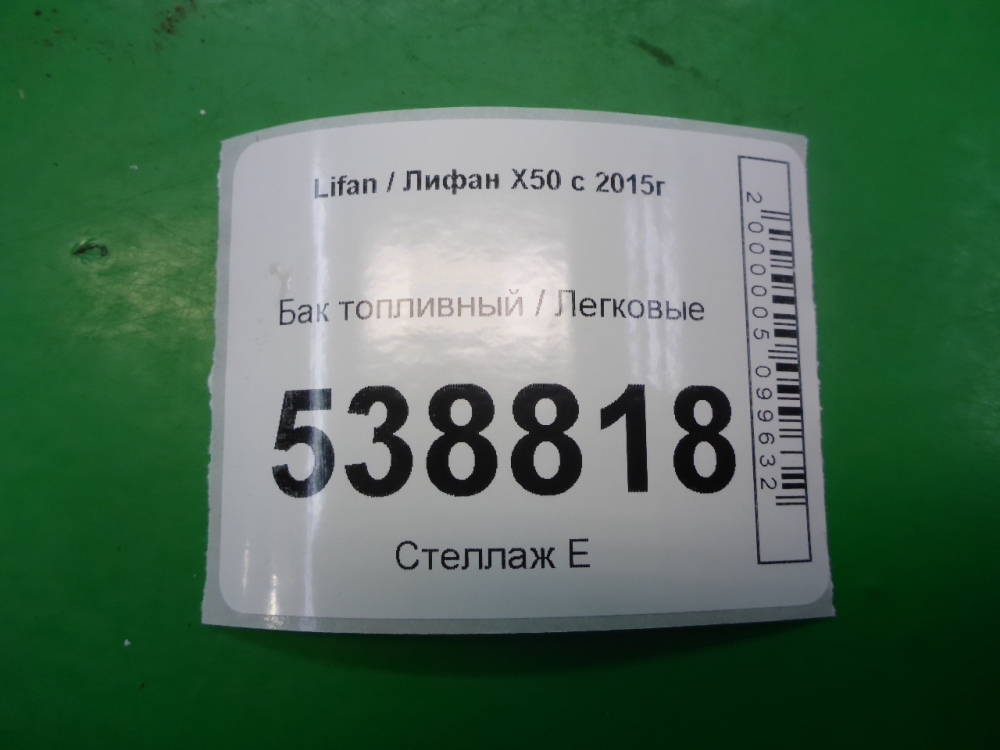 Lifan / Лифан X50 с 2015г
Бак топливный / Легковые
538818
Стеллаж Е
2000005099632